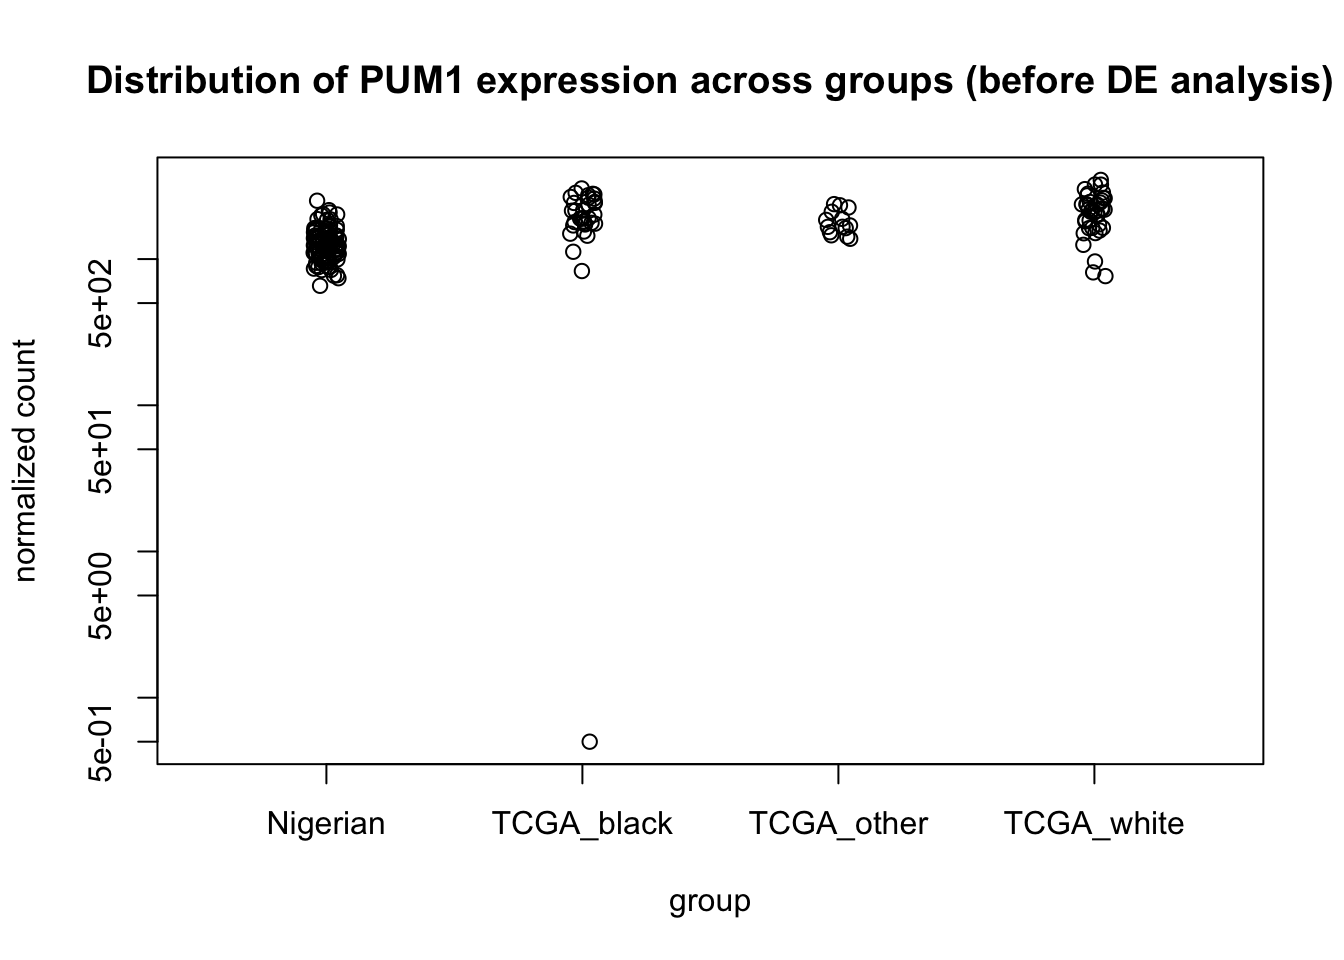 Distribution of PUM1 expression across groups (before DE analysis)
normalized count
5e+02
5e+01
5e+00
5e-01
Nigerian
TCGA_black
TCGA_other
TCGA_white
group